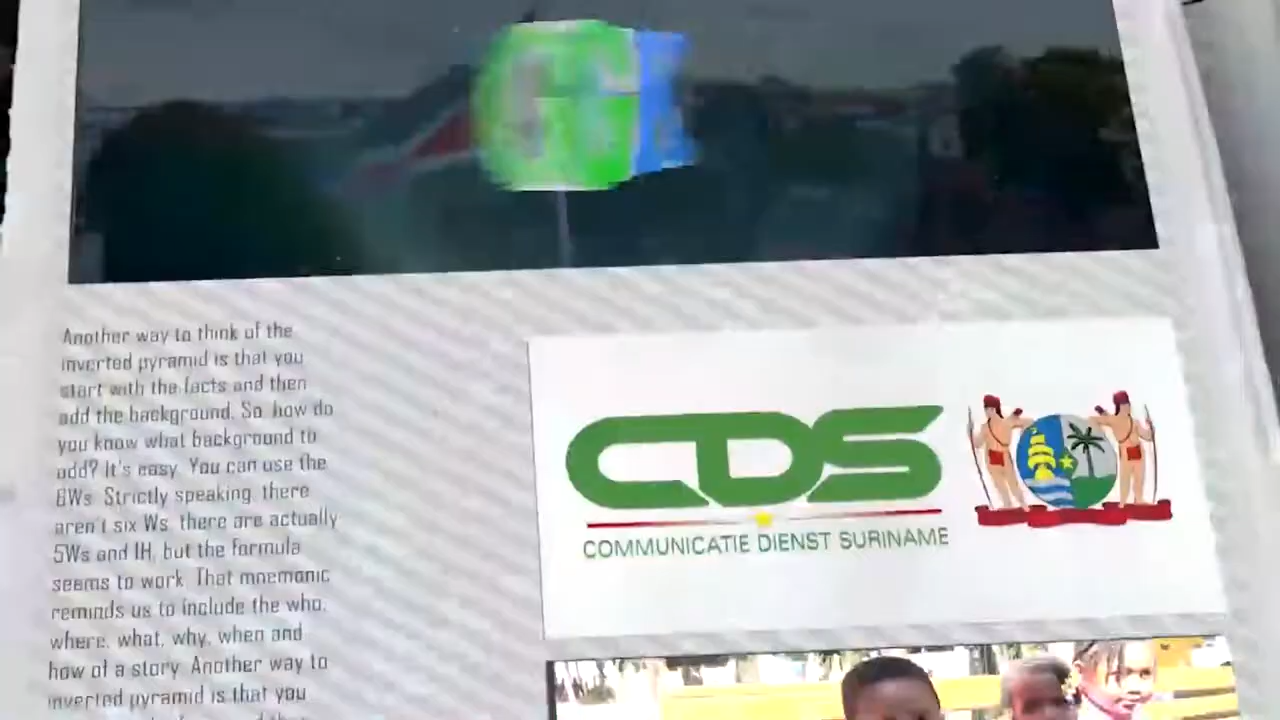 Another way to think of the
inverted pyramid is that you
start with the facts and then
add the background. So, how do
you know what background to
add? It's easy. You can use the
6Ws. Strictly speaking, there
aren't six Ws, there are actually
5Ws and 1H, but the formula
seems to work. That mnemonic
reminds us to include the who,
where, what, why, when and
how of a story. Another way to
inverted pyramid is that you
CDS
COMMUNICATIE DIENST SURINAME